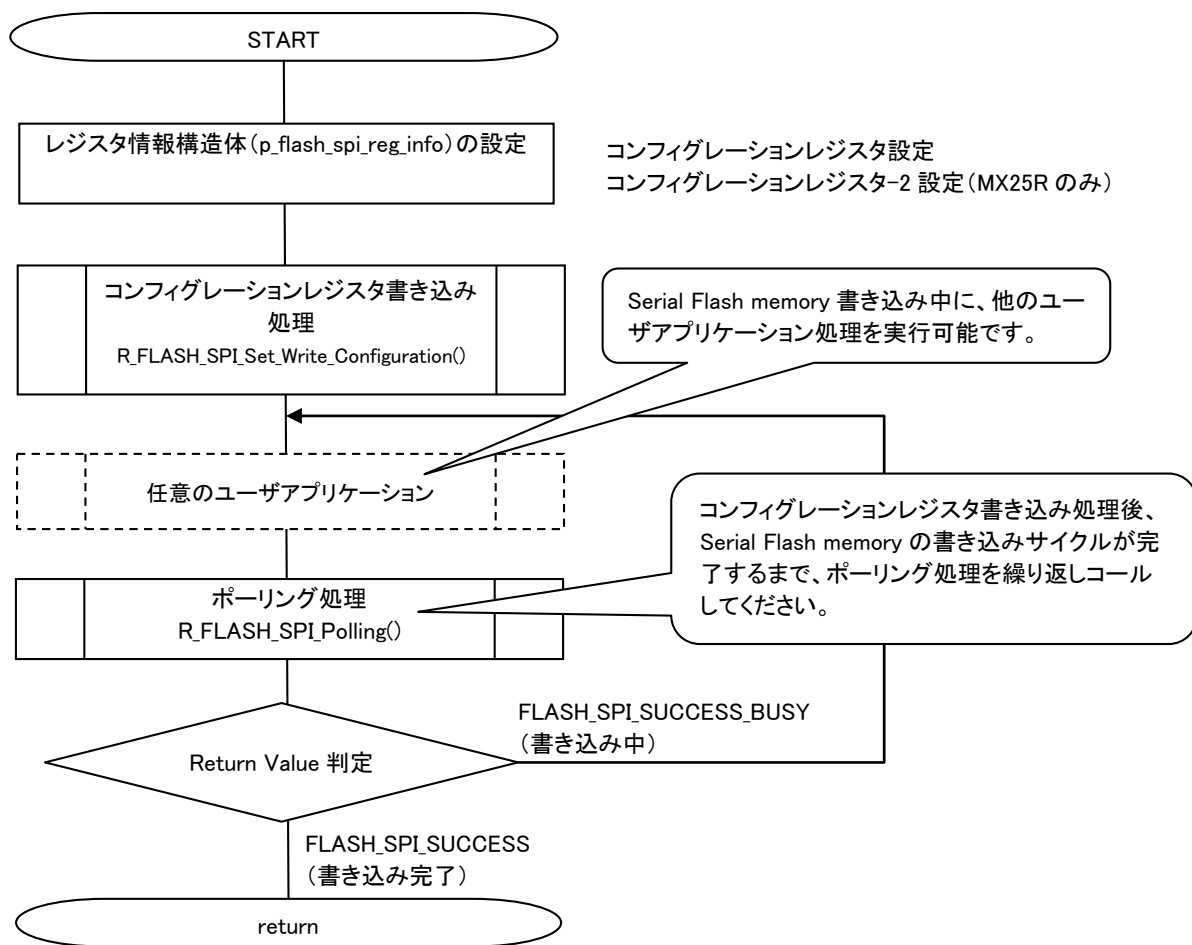 START
レジスタ情報構造体(p_flash_spi_reg_info)の設定
コンフィグレーションレジスタ設定
コンフィグレーションレジスタ-2 設定(MX25R のみ)
コンフィグレーションレジスタ書き込み
処理
R_FLASH_SPI_Set_Write_Configuration()
Serial Flash memory 書き込み中に、他のユー
ザアプリケーション処理を実行可能です。
任意のユーザアプリケーション
コンフィグレーションレジスタ書き込み処理後、
Serial Flash memory の書き込みサイクルが完
了するまで、ポーリング処理を繰り返しコール
してください。
ポーリング処理
R_FLASH_SPI_Polling()
FLASH_SPI_SUCCESS_BUSY
(書き込み中)
Return Value 判定
FLASH_SPI_SUCCESS
(書き込み完了)
return